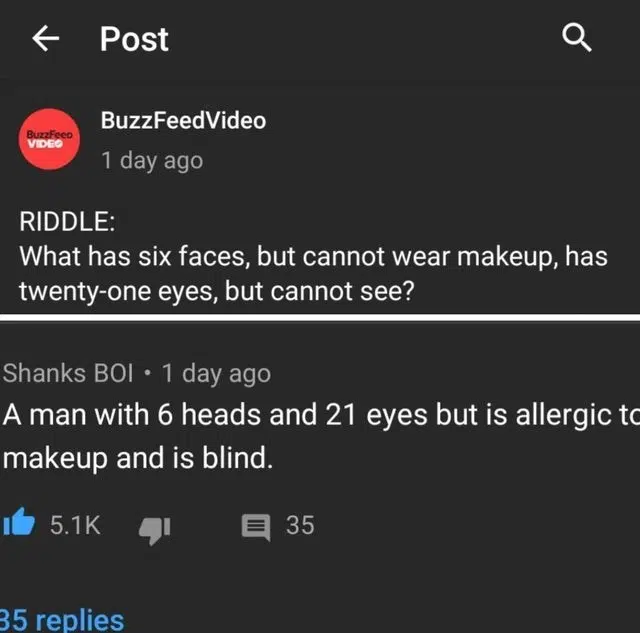 Post
BuzzFeed
VIDEO
BuzzFeedVideo
1 day ago
RIDDLE:
What has six faces, but cannot wear makeup, has
twenty-one eyes, but cannot see?
Shanks BOI • 1 day ago
A man with 6 heads and 21 eyes but is allergic to
makeup and is blind.
5.1K
35
35 replies